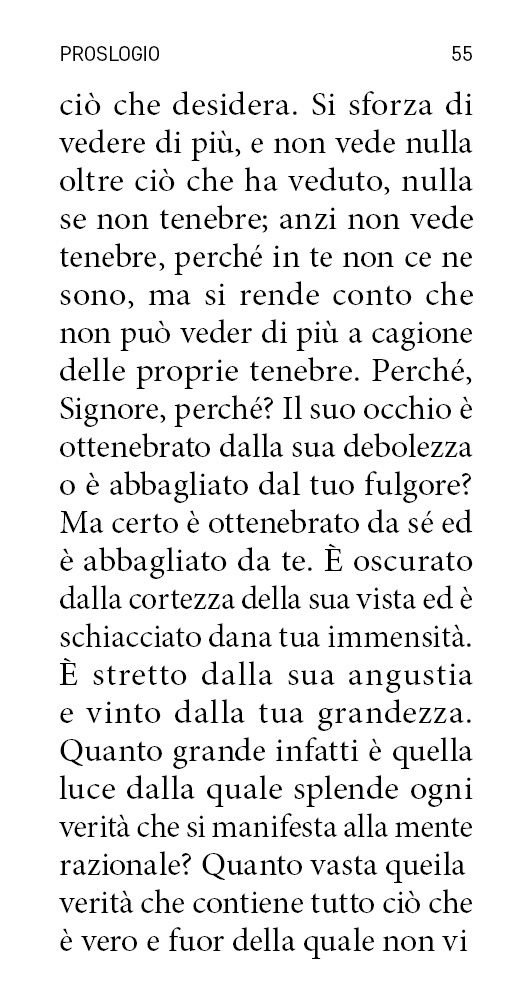 PROSLOGIO 55
ciò che desidera. Si sforza di
vedere di più, e non vede nulla
oltre ciò che ha veduto, nulla
se non tenebre; anzi non vede
tenebre, perché in te non ce ne
sono, ma si rende conto che
non può veder di più a cagione
delle proprie tenebre. Perché,
Signore, perché? Il suo occhio è
ottenebrato dalla sua debolezza
o è abbagliato dal tuo fulgore?
Ma certo è ottenebrato da sé ed
è abbagliato da te. È oscurato
dalla cortezza della sua vista ed è
schiacciato dana tua immensità.
È stretto dalla sua angustia
e vinto dalla tua grandezza.
Quanto grande infatti è quella
luce dalla quale splende ogni
verità che si manifesta alla mente
razionale? Quanto vasta queila
verità che contiene tutto ciò che
è vero e fuor della quale non vi